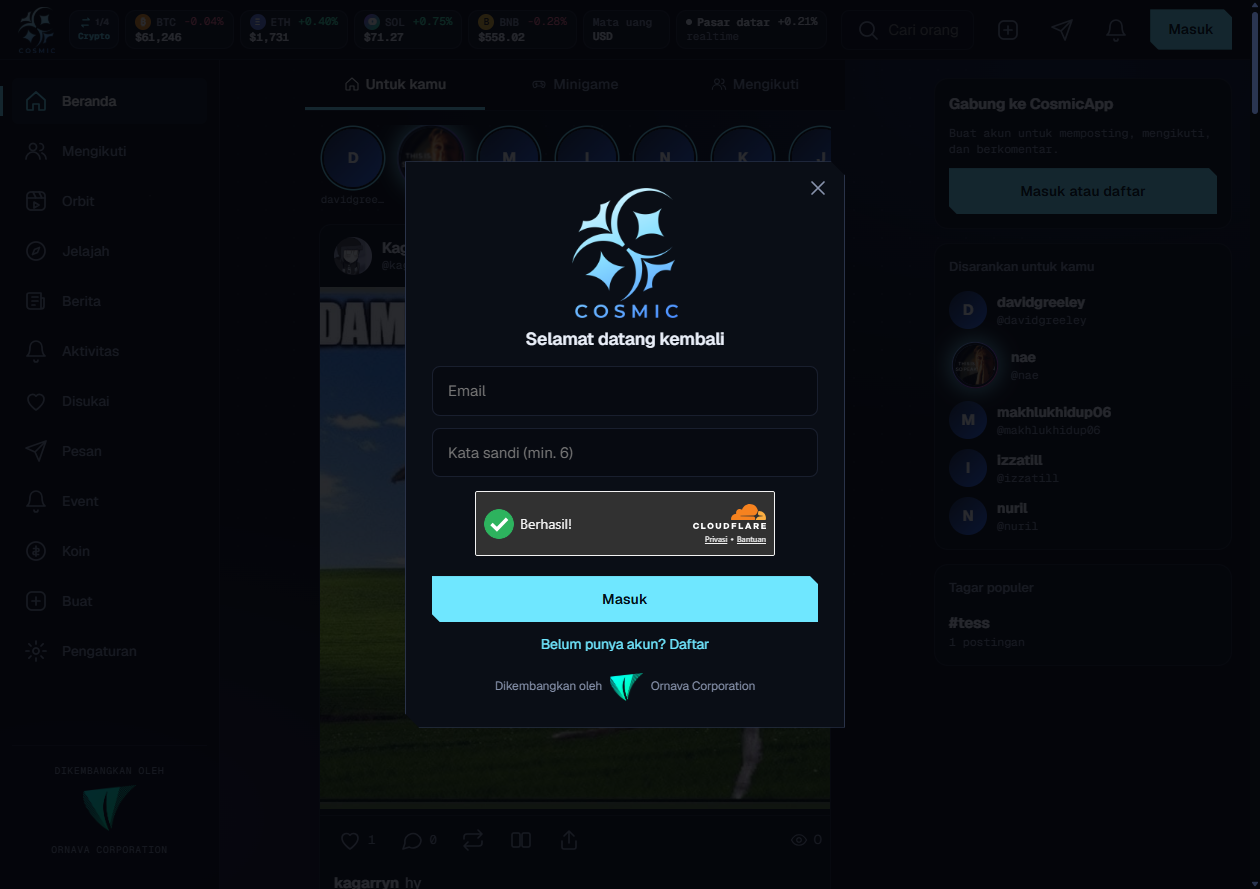 COSMIC
1/4
Crypto
BTC -0.04%
$61,246
ETH +0.40%
$1,731
SOL +0.75%
$71.27
BNB -0.28%
$558.02
Mata uang
USD
Pasar datar +0.21%
realtime
Cari orang
Masuk
Beranda
Mengikuti
Orbit
Jelajah
Berita
Aktivitas
Disukai
Pesan
Event
Koin
Buat
Pengaturan
DIKEMBANGKAN OLEH
ORNAVA CORPORATION
Untuk kamu
Minigame
Mengikuti
D
M
I
N
K
J
davidgree…
DAM
COSMIC
Selamat datang kembali
Email
Kata sandi (min. 6)
Berhasil!
CLOUDFLARE
Privasi • Bantuan
Masuk
Belum punya akun? Daftar
Dikembangkan oleh Ornava Corporation
1
0
0
kagarryn hy
Gabung ke CosmicApp
Buat akun untuk memposting, mengikuti,
dan berkomentar.
Masuk atau daftar
Disarankan untuk kamu
D
davidgreeley
@davidgreeley
nae
@nae
M
makhlukhidup06
@makhlukhidup06
I
izzatill
@izzatill
N
nuril
@nuril
Tagar populer
#tess
1 postingan